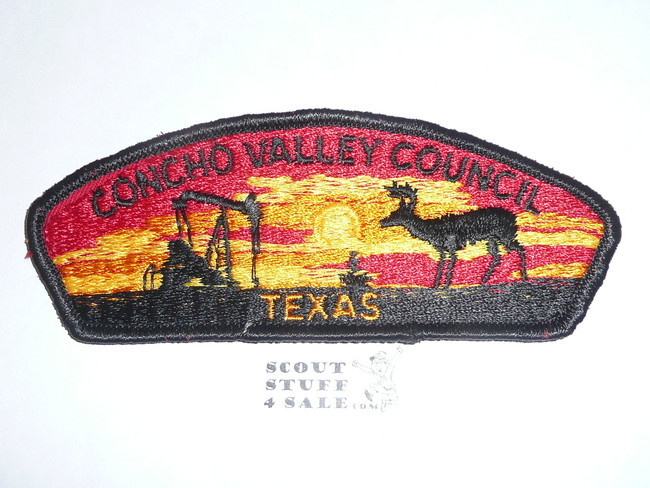 CONCHO VALLEY COUNCIL
TEXAS
SCOUT
STUFF
4 SALE.COM